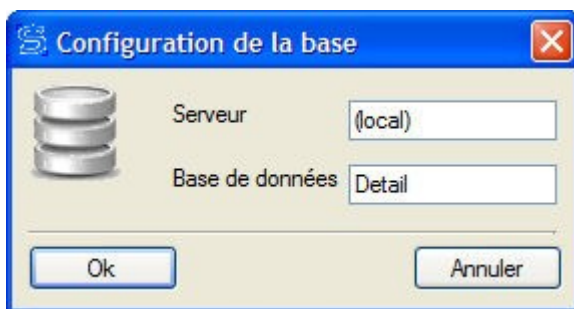 Configuration de la base
Serveur
(local)
Base de données
Detail
Ok
Annuler